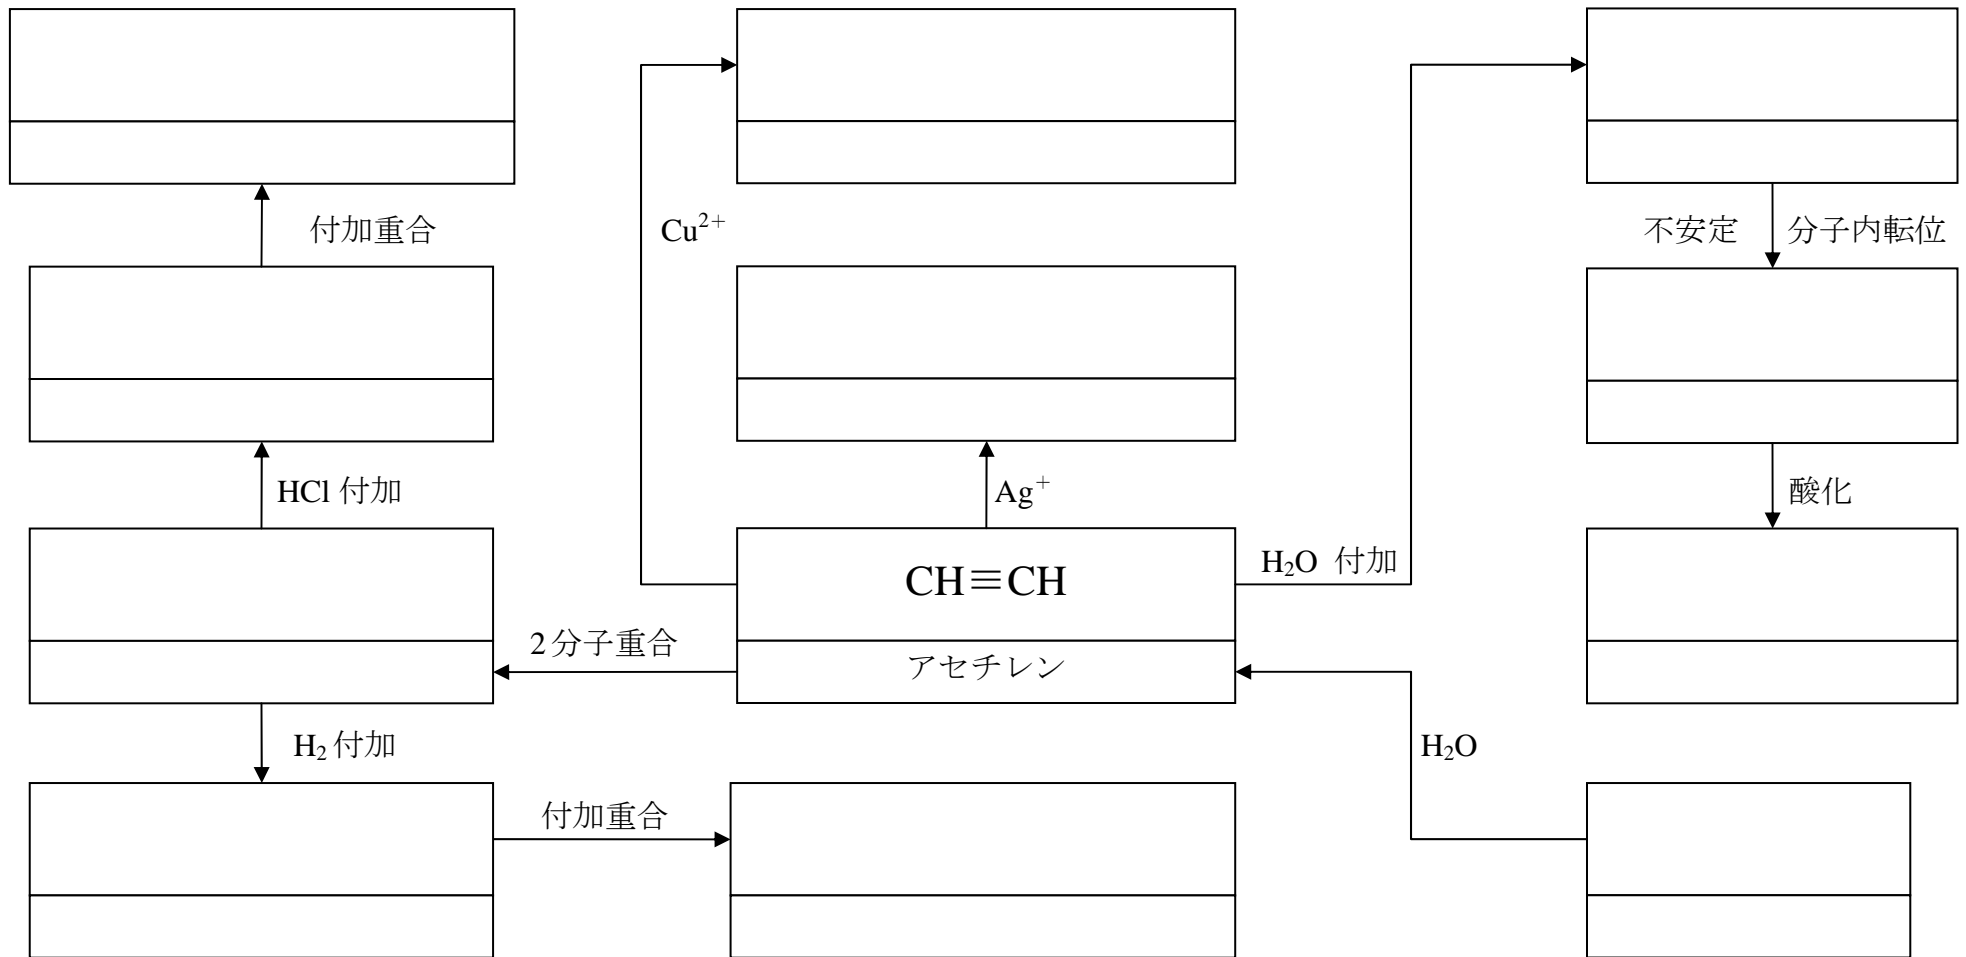 付加重合
Cu²⁺
不安定
分子内転位
HCl 付加
Ag⁺
酸化
CH≡CH
H₂O 付加
2分子重合
アセチレン
H₂付加
H₂O
付加重合